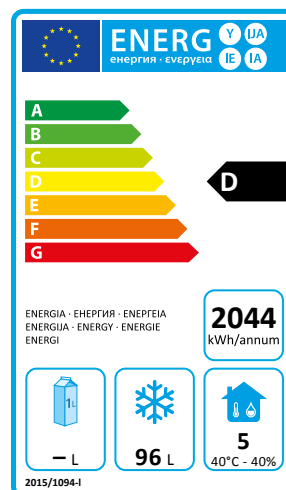 ENERG Y IJA
енергия · ενεργεια IE IA
A
B
C
D
D
E
F
G
ENERGIA · ЕНЕРГИЯ · ΕΝΕΡΓΕΙΑ
ENERGIJA · ENERGY · ENERGIE
ENERGI
2044
kWh/annum
1L
– L
96 L
5
40°C - 40%
2015/1094-I